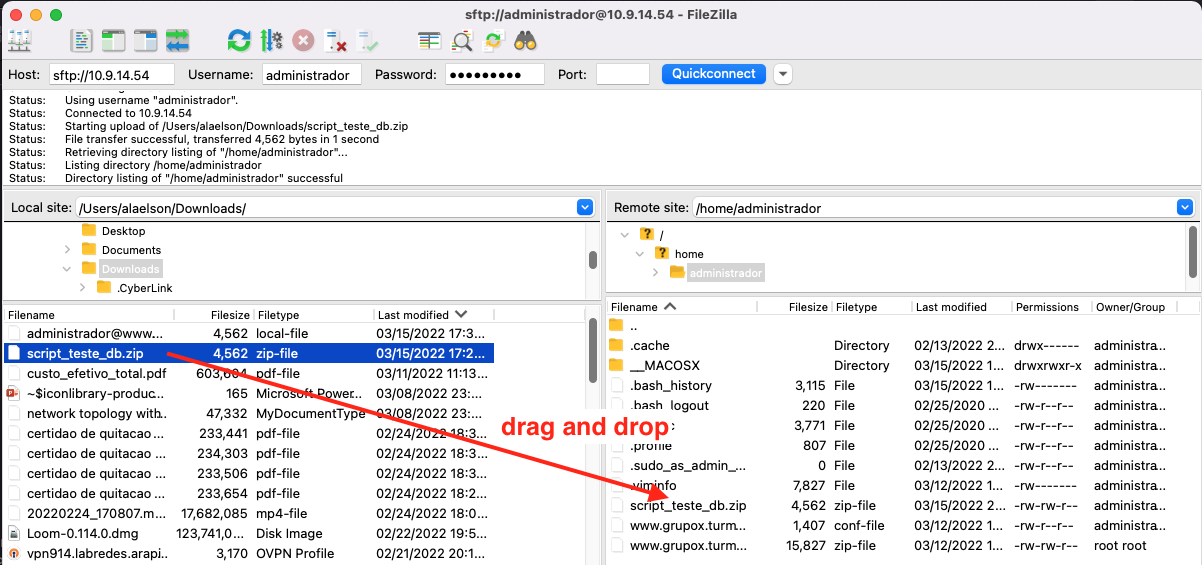 sftp://administrador@10.9.14.54 - FileZilla
Host: sftp://10.9.14.54 Username: administrador Password: ●●●●●●●●● Port: Quickconnect
Status: Using username "administrador".
Status: Connected to 10.9.14.54
Status: Starting upload of /Users/alaelson/Downloads/script_teste_db.zip
Status: File transfer successful, transferred 4,562 bytes in 1 second
Status: Retrieving directory listing of "/home/administrador"...
Status: Listing directory /home/administrador
Status: Directory listing of "/home/administrador" successful
Local site: /Users/alaelson/Downloads/
Desktop
Documents
Downloads
.CyberLink
Filename Filesize Filetype Last modified
administrador@www... 4,562 local-file 03/15/2022 17:3...
script_teste_db.zip 4,562 zip-file 03/15/2022 17:2...
custo_efetivo_total.pdf 603,604 pdf-file 03/11/2022 11:13...
~$iconlibrary-produc... 165 Microsoft Power... 03/08/2022 23:...
network topology with.. 47,332 MyDocumentType 03/08/2022 23:...
certidao de quitacao ... 233,441 pdf-file 02/24/2022 18:3...
certidao de quitacao ... 234,303 pdf-file 02/24/2022 18:3...
certidao de quitacao ... 233,506 pdf-file 02/24/2022 18:3...
certidao de quitacao ... 233,654 pdf-file 02/24/2022 18:2...
20220224_170807.m... 17,682,085 mp4-file 02/24/2022 18:0...
Loom-0.114.0.dmg 123,741,0... Disk Image 02/22/2022 19:5...
vpn914.labredes.arapi... 3,170 OVPN Profile 02/21/2022 20:1...
drag and drop
Remote site: /home/administrador
/
home
administrador
Filename Filesize Filetype Last modified Permissions Owner/Group
..
.cache Directory 02/13/2022 2... drwx------ administra...
__MACOSX Directory 03/12/2022 1... drwxrwxr-x administra...
.bash_history 3,115 File 03/15/2022 1... -rw------- administra...
.bash_logout 220 File 02/25/2020 ... -rw-r--r-- administra...
3,771 File 02/25/2020 ... -rw-r--r-- administra...
.profile 807 File 02/25/2020 ... -rw-r--r-- administra...
.sudo_as_admin_... 0 File 02/13/2022 2... -rw-r--r-- administra...
.viminfo 7,827 File 03/12/2022 1... -rw------- administra...
script_teste_db.zip 4,562 zip-file 03/15/2022 1... -rw-rw-r-- administra...
www.grupox.turm... 1,407 conf-file 03/12/2022 1... -rw-r--r-- administra...
www.grupox.turm... 15,827 zip-file 03/12/2022 1... -rw-rw-r-- root root